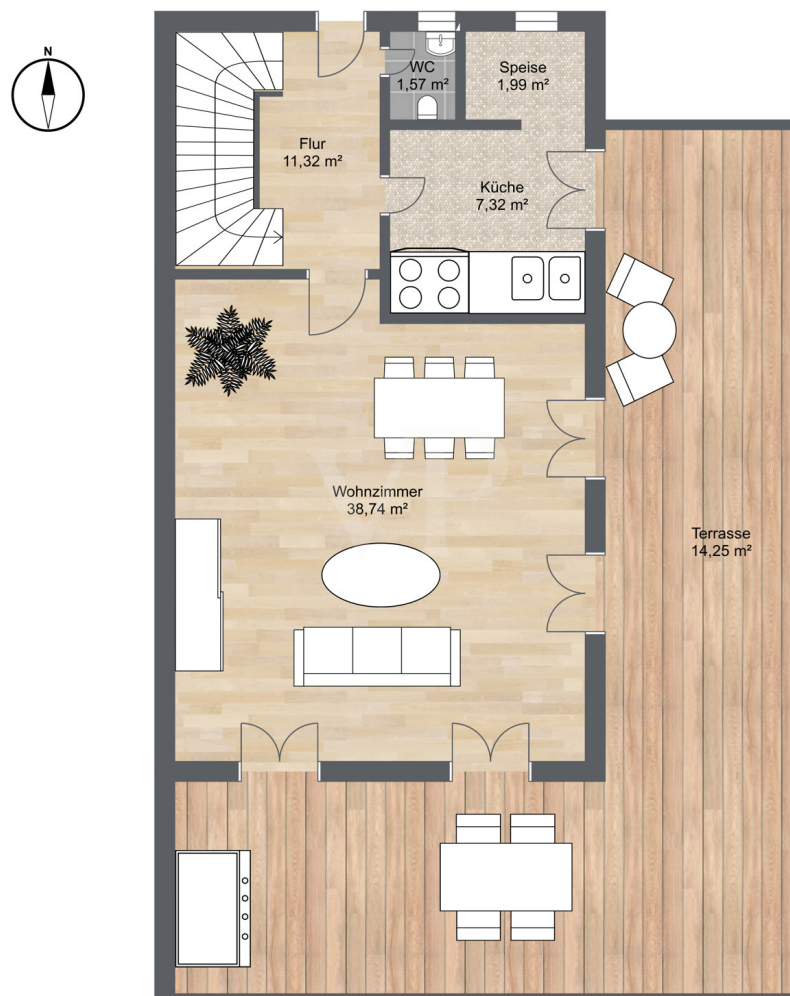 N
WC
1,57 m²
Speise
1,99 m²
Flur
11,32 m²
Küche
7,32 m²
Wohnzimmer
38,74 m²
Terrasse
14,25 m²